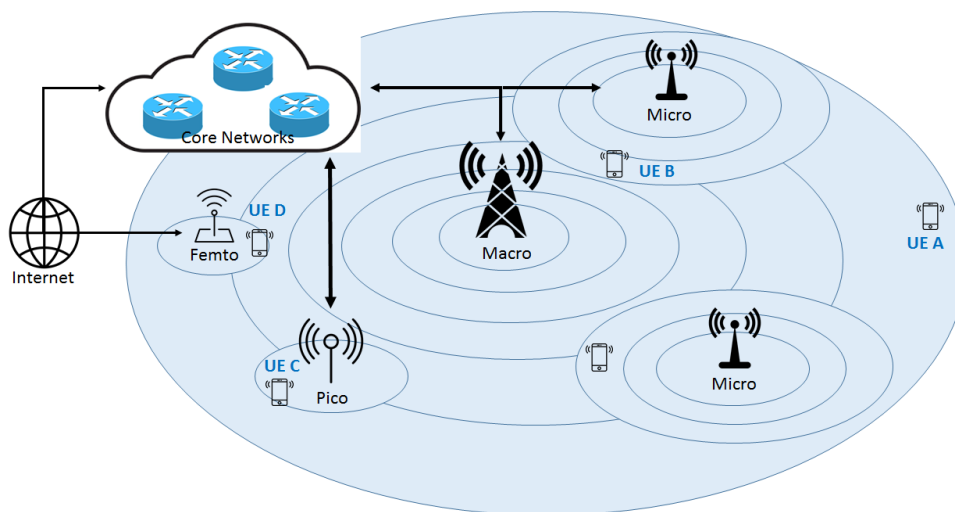 Micro
Core Networks
UE B
UE D
UE A
Femto
Macro
Internet
UE C
Micro
Pico